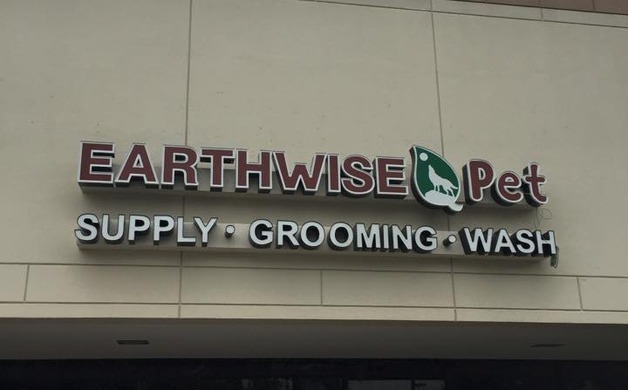 EARTHWISE Pet
SUPPLY · GROOMING · WASH